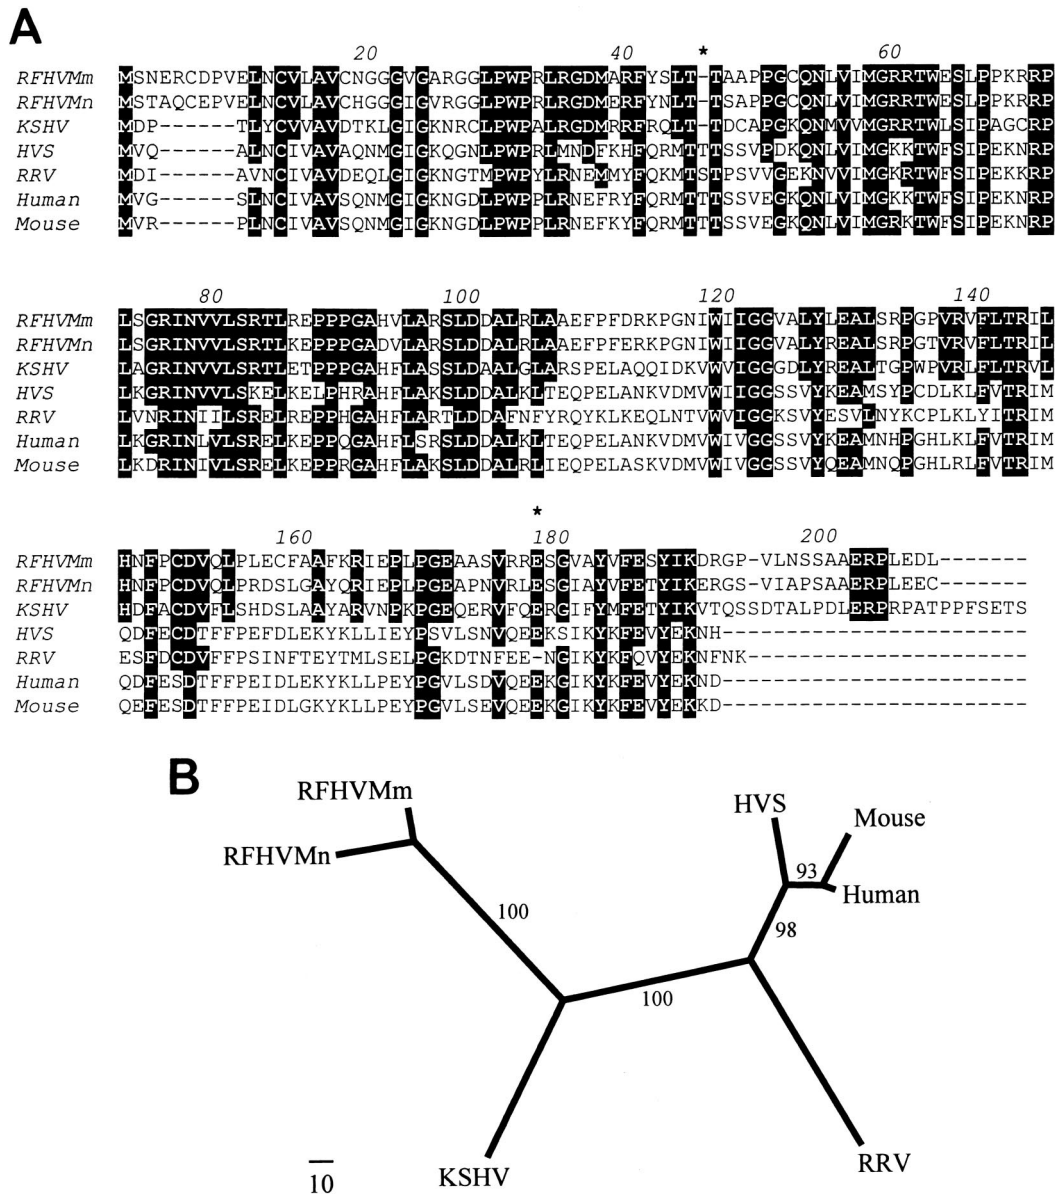 A
20 40 * 60
RFHVMm MSNERCDPVELNCVLAVCNGGGVGARGGLPWPRLRGDMARFYSLT-TAAPPGCQNLVIMGRRTWESLPPKRRP
RFHVMn MSTAQCEPVELNCVLAVCHGGGIGVRGGLPWPRLRGDMERFYNLT-TSAPPGCQNLVIMGRRTWESLPPKRRP
KSHV MDP------TLYCVVAVDTKLGIGKNRCLPWPALRGDMRRFRQLT-TDCAPGKQNMVVMGRRTWLSIPAGCRP
HVS MVQ------ALNCIVAVAQNMGIGKQGNLPWPRLMNDFKHFQRMTTTSSVPDKQNLVIMGKKTWFSIPEKNRP
RRV MDI------AVNCIVAVDEQLGIGKNGTMPWPYLRNEMMYFQKMTSTPSVVGEKNVVIMGKRTWFSIPEKKRP
Human MVG------SLNCIVAVSQNMGIGKNGDLPWPPLRNEFRYFQRMTTTSSVEGKQNLVIMGKKTWFSIPEKNRP
Mouse MVR------PLNCIVAVSQNMGIGKNGDLPWPPLRNEFKYFQRMTTTSSVEGKQNLVIMGRKTWFSIPEKNRP
80 100 120 140
RFHVMm LSGRINVVLSRTLREPPPGAHVLARSLDDALRLAAEFPFDRKPGNIWIIGGVALYLEALSRPGPVRVFLTRIL
RFHVMn LSGRINVVLSRTLKEPPPGADVLARSLDDALRLAAEFPFERKPGNIWIIGGVALYREALSRPGTVRVFLTRIL
KSHV LAGRINVVLSRTLETPPPGAHFLASSLDAALGLARSPELAQQIDKVWVIGGGDLYREALTGPWPVRLFLTRVL
HVS LKGRINVVLSKELKELPHRAHFLAKSLDDALKLTEQPELANKVDMVWIIGGSSVYKEAMSYPCDLKLFVTRIM
RRV LVNRINIILSRELREPPHGAHFLARTLDDAFNFYRQYKLKEQLNTVWVIGGKSVYESVLNYKCPLKLYITRIM
Human LKGRINLVLSRELKEPPQGAHFLSRSLDDALKLTEQPELANKVDMVWIVGGSSVYKEAMNHPGHLKLFVTRIM
Mouse LKDRINIVLSRELKEPPRGAHFLAKSLDDALRLIEQPELASKVDMVWIVGGSSVYQEAMNQPGHLRLFVTRIM
160 * 180 200
RFHVMm HNFPCDVQLPLECFAAFKRIEPLPGEAASVRRESGVAYVFESYIKDRGP-VLNSSAAERPLEDL-------
RFHVMn HNFPCDVQLPRDSLGAYQRIEPLPGEAPNVRLESGVAYVFETYIKERGS-VIAPSAAERPLEEC-------
KSHV HDFACDVFLSHDSLAAYARVNPKPGEQERVFQERGIFYMFETYIKVTQSSDTALPDLERPRPATPPFSETS
HVS QDFECDTFFPEFDLEKYKLLIEYPSVLSNVQEEKSIKYKFEVYEKNH------------------------
RRV ESFDCDVFFPSINFTEYTMLSELPGKDTNFEE-NGIKYKFQVYEKNFNK----------------------
Human QDFESDTFFPEIDLEKYKLLPEYPGVLSDVQEEKGIKYKFEVYEKND------------------------
Mouse QEFESDTFFPEIDLGKYKLLPEYPGVLSEVQEEKGIKYKFEVYEKKD------------------------
B
RFHVMm
RFHVMn
HVS
Mouse
93
Human
98
100
100
KSHV
RRV
10